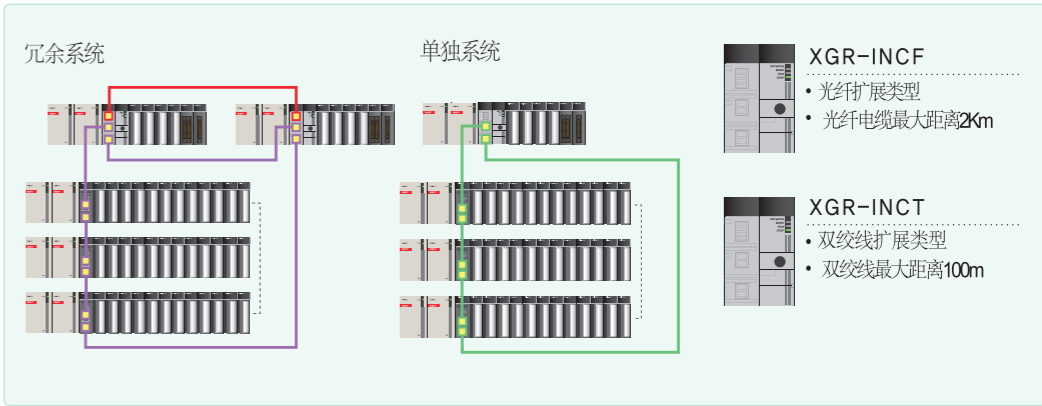 冗余系统
单独系统
XGR-INCF
• 光纤扩展类型
• 光纤电缆最大距离2Km
XGR-INCT
• 双绞线扩展类型
• 双绞线最大距离100m